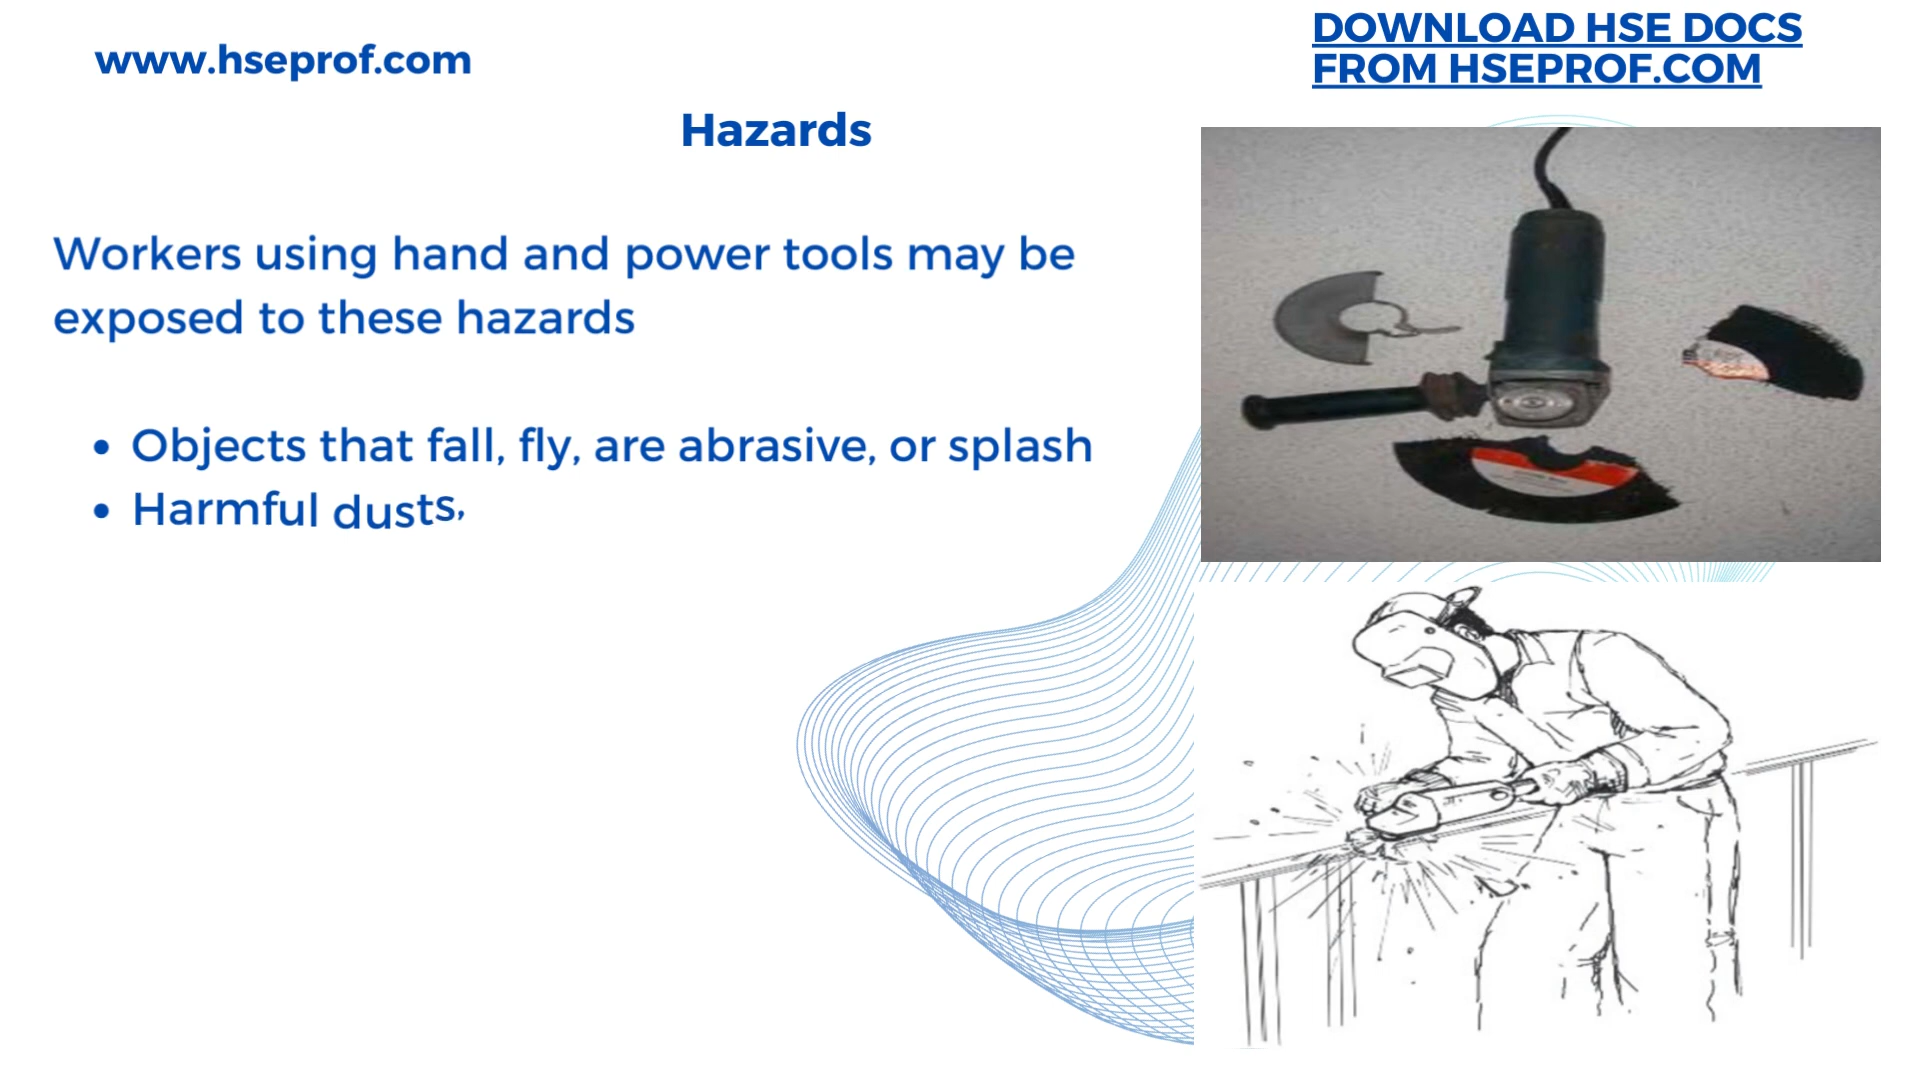 www.hseprof.com
DOWNLOAD HSE DOCS
FROM HSEPROF.COM
Hazards
Workers using hand and power tools may be
exposed to these hazards
• Objects that fall, fly, are abrasive, or splash
• Harmful dusts,